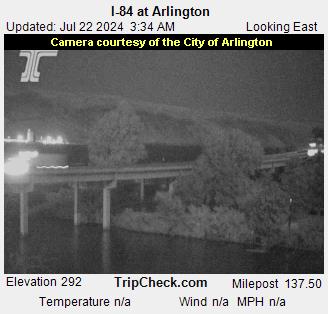 I-84 at Arlington
Updated: Jul 22 2024 3:34 AM Looking East
Camera courtesy of the City of Arlington
Elevation 292 TripCheck.com Milepost 137.50
Temperature n/a Wind n/a MPH n/a